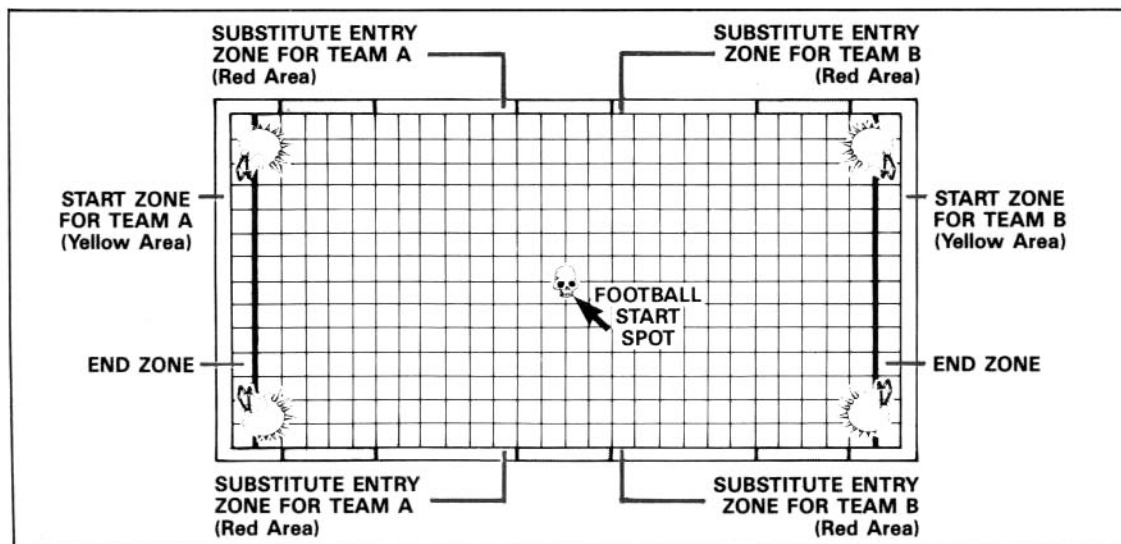 SUBSTITUTE ENTRY
ZONE FOR TEAM A
(Red Area)
SUBSTITUTE ENTRY
ZONE FOR TEAM B
(Red Area)
START ZONE
FOR TEAM A
(Yellow Area)
START ZONE
FOR TEAM B
(Yellow Area)
FOOTBALL
START
SPOT
END ZONE
END ZONE
SUBSTITUTE ENTRY
ZONE FOR TEAM A
(Red Area)
SUBSTITUTE ENTRY
ZONE FOR TEAM B
(Red Area)